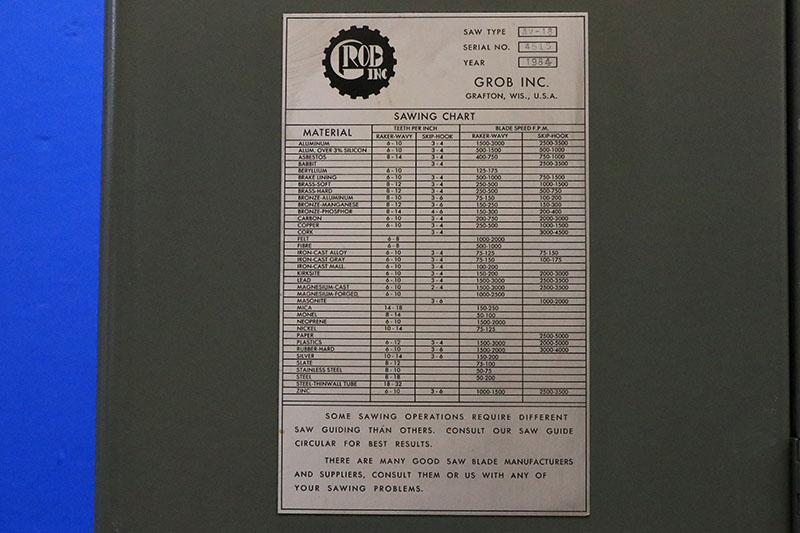 GROB INC
SAW TYPE 4V-18
SERIAL NO. 4615
YEAR 1984
GROB INC.
GRAFTON, WIS., U.S.A.
SAWING CHART
MATERIAL TEETH PER INCH BLADE SPEED F.P.M.
RAKER-WAVY SKIP-HOOK RAKER-WAVY SKIP-HOOK
ALUMINUM 6 - 10 3 - 4 1500-3000 2500-3500
ALUM. OVER 3% SILICON 6 - 10 3 - 4 500-1500 500-1000
ASBESTOS 8 - 14 3 - 4 400-750 750-1000
BABBIT 3 - 4 2500-3500
BERYLLIUM 6 - 10 125-175
BRAKE LINING 6 - 10 3 - 4 500-1000 750-1500
BRASS-SOFT 8 - 12 3 - 4 250-500 1000-1500
BRASS-HARD 8 - 12 3 - 4 250-500 500-750
BRONZE-ALUMINUM 8 - 10 3 - 6 75-150 100-200
BRONZE-MANGANESE 8 - 12 3 - 6 150-250 150-300
BRONZE-PHOSPHOR 8 - 14 4 - 6 150-300 200-400
CARBON 6 - 10 3 - 4 200-750 2000-3000
COPPER 6 - 10 3 - 4 250-500 1000-1500
CORK 3 - 4 3000-4500
FELT 6 - 8 1000-2000
FIBRE 6 - 8 500-1000
IRON-CAST ALLOY 6 - 10 3 - 4 75-125 75-150
IRON-CAST GRAY 6 - 10 3 - 4 75-150 100-175
IRON-CAST MALL. 6 - 10 3 - 4 100-200
KIRKSITE 6 - 10 3 - 4 150-200 2000-3000
LEAD 6 - 10 3 - 4 1500-3000 2500-3500
MAGNESIUM-CAST 6 - 10 2 - 4 1500-3000 2500-3500
MAGNESIUM-FORGED, 6 - 10 1000-2500
MASONITE 3 - 6 1000-2000
MICA 14 - 18 150-250
MONEL 8 - 14 50-100
NEOPRENE 6 - 10 1500-2000
NICKEL 10 - 14 75-125
PAPER 2500-5000
PLASTICS 6 - 12 3 - 4 1500-3000 2000-5000
RUBBER-HARD 6 - 10 3 - 6 1500-2000 3000-4000
SILVER 10 - 14 3 - 6 150-200
SLATE 8 - 12 75-100
STAINLESS STEEL 8 - 10 50-75
STEEL 8 - 18 50-200
STEEL-THINWALL TUBE 18 - 32
ZINC 6 - 10 3 - 6 1000-1500 2500-3500
SOME SAWING OPERATIONS REQUIRE DIFFERENT
SAW GUIDING THAN OTHERS. CONSULT OUR SAW GUIDE
CIRCULAR FOR BEST RESULTS.
THERE ARE MANY GOOD SAW BLADE MANUFACTURERS
AND SUPPLIERS, CONSULT THEM OR US WITH ANY OF
YOUR SAWING PROBLEMS.